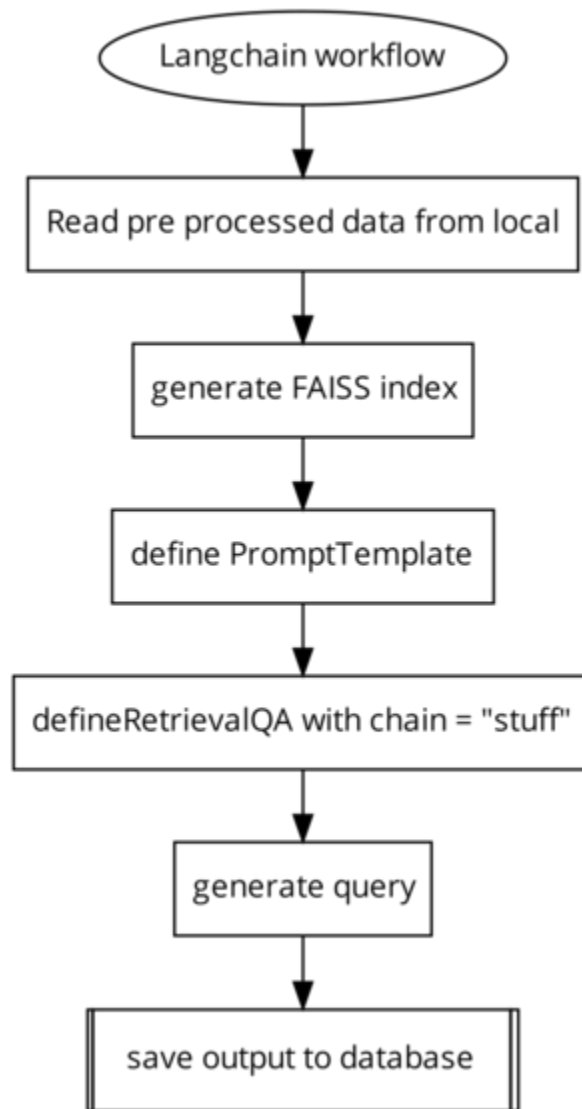 Langchain workflow
Read pre processed data from local
generate FAISS index
define PromptTemplate
defineRetrievalQA with chain = "stuff"
generate query
save output to database